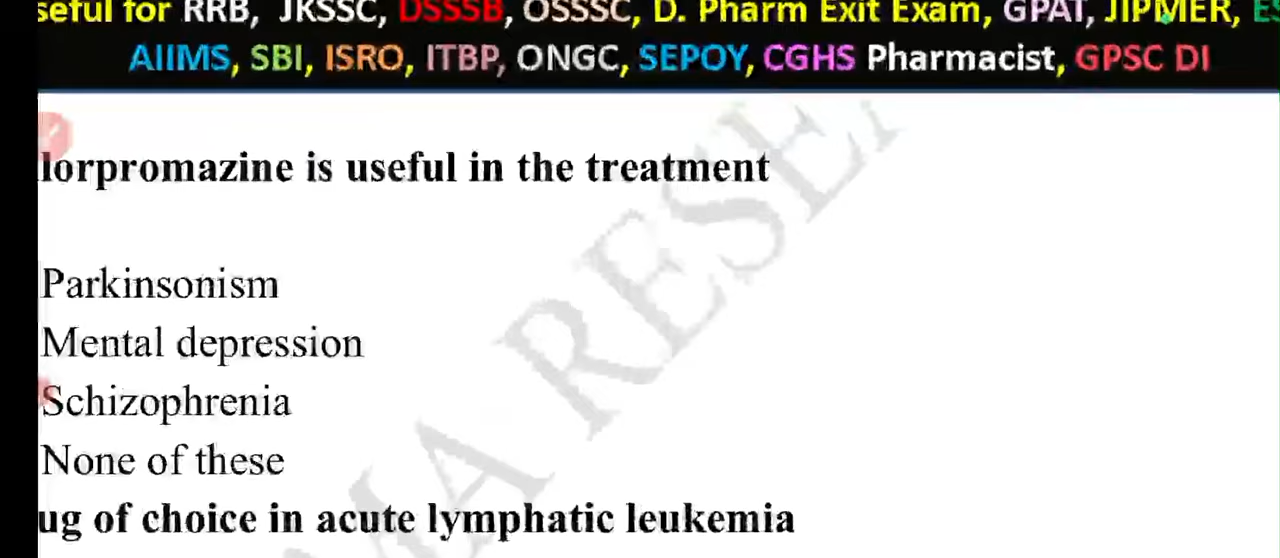 seful for RRB, JKSSC, DSSSB, OSSSC, D. Pharm Exit Exam, GPAT, JIPMER,
AIIMS, SBI, ISRO, ITBP, ONGC, SEPOY, CGHS Pharmacist, GPSC DI
lorpromazine is useful in the treatment
Parkinsonism
Mental depression
Schizophrenia
None of these
ug of choice in acute lymphatic leukemia